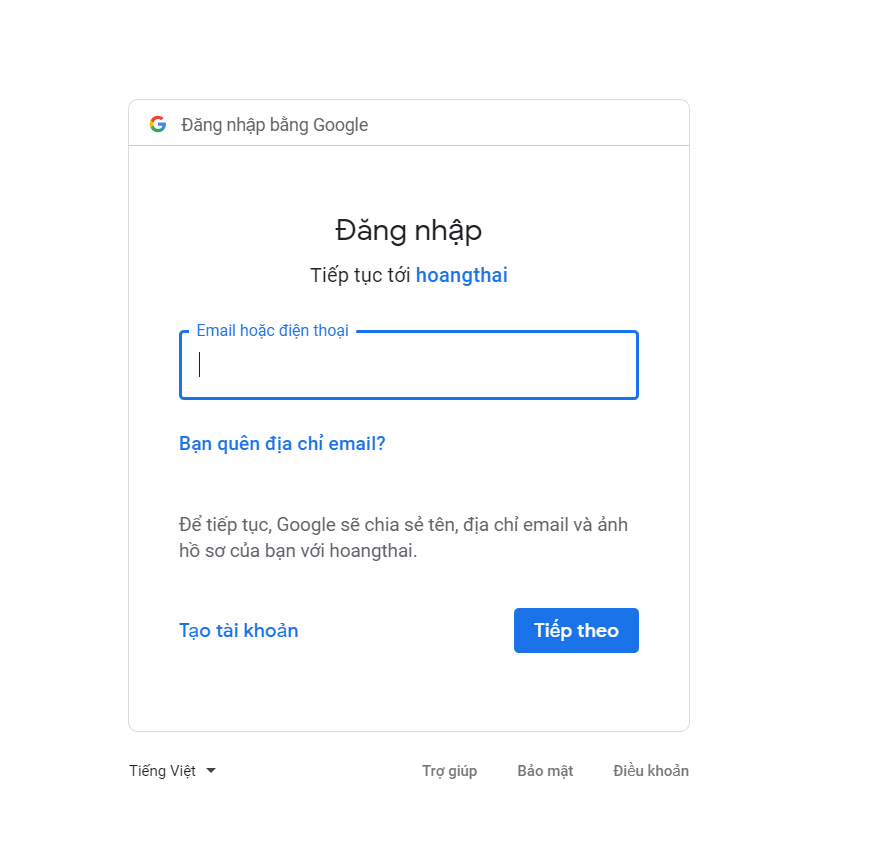 Đăng nhập bằng Google
Đăng nhập
Tiếp tục tới hoangthai
Email hoặc điện thoại
Bạn quên địa chỉ email?
Để tiếp tục, Google sẽ chia sẻ tên, địa chỉ email và ảnh
hồ sơ của bạn với hoangthai.
Tạo tài khoản
Tiếp theo
Tiếng Việt
Trợ giúp
Bảo mật
Điều khoản